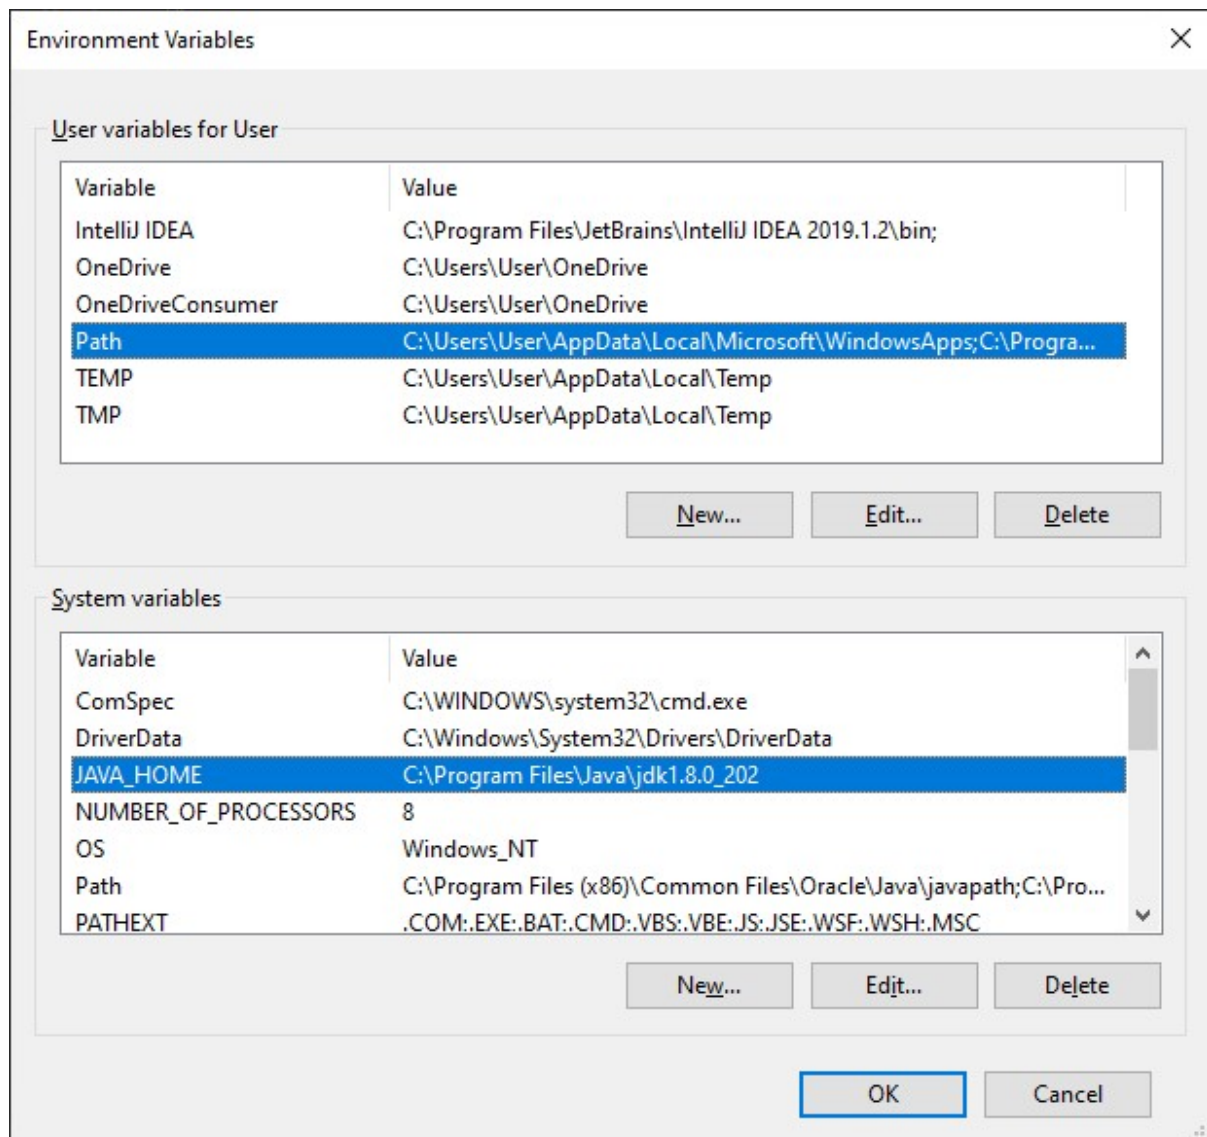 Environment Variables
User variables for User
Variable Value
IntelliJ IDEA C:\Program Files\JetBrains\IntelliJ IDEA 2019.1.2\bin;
OneDrive C:\Users\User\OneDrive
OneDriveConsumer C:\Users\User\OneDrive
Path C:\Users\User\AppData\Local\Microsoft\WindowsApps;C:\Progra...
TEMP C:\Users\User\AppData\Local\Temp
TMP C:\Users\User\AppData\Local\Temp
New... Edit... Delete
System variables
Variable Value
ComSpec C:\WINDOWS\system32\cmd.exe
DriverData C:\Windows\System32\Drivers\DriverData
JAVA_HOME C:\Program Files\Java\jdk1.8.0_202
NUMBER_OF_PROCESSORS 8
OS Windows_NT
Path C:\Program Files (x86)\Common Files\Oracle\Java\javapath;C:\Pro...
PATHEXT .COM;.EXE;.BAT;.CMD;.VBS;.VBE;.JS;.JSE;.WSF;.WSH;.MSC
New... Edit... Delete
OK Cancel